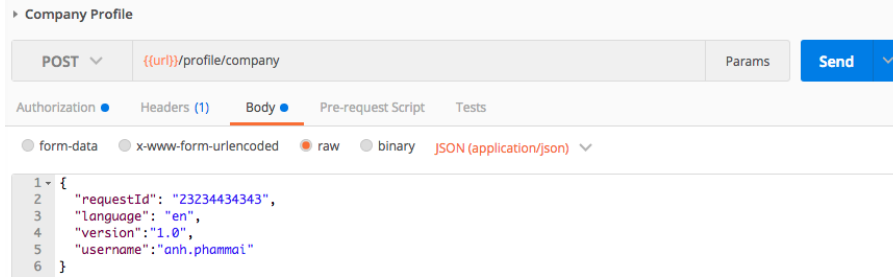 Company Profile
POST {{url}}/profile/company Params Send
Authorization Headers (1) Body Pre-request Script Tests
form-data x-www-form-urlencoded raw binary JSON (application/json)
1 {
2 "requestId": "23234434343",
3 "language": "en",
4 "version":"1.0",
5 "username":"anh.phammai"
6 }